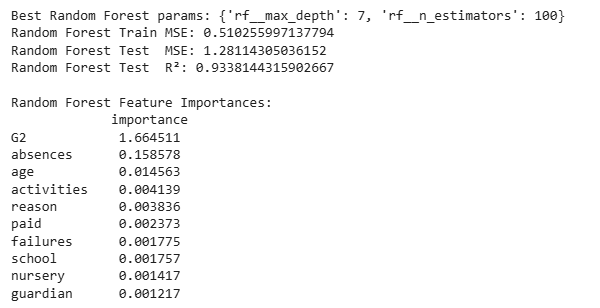 Best Random Forest params: {'rf__max_depth': 7, 'rf__n_estimators': 100}
Random Forest Train MSE: 0.510255997137794
Random Forest Test  MSE: 1.28114305036152
Random Forest Test  R²: 0.9338144315902667

Random Forest Feature Importances:
importance
G2 1.664511
absences 0.158578
age 0.014563
activities 0.004139
reason 0.003836
paid 0.002373
failures 0.001775
school 0.001757
nursery 0.001417
guardian 0.001217